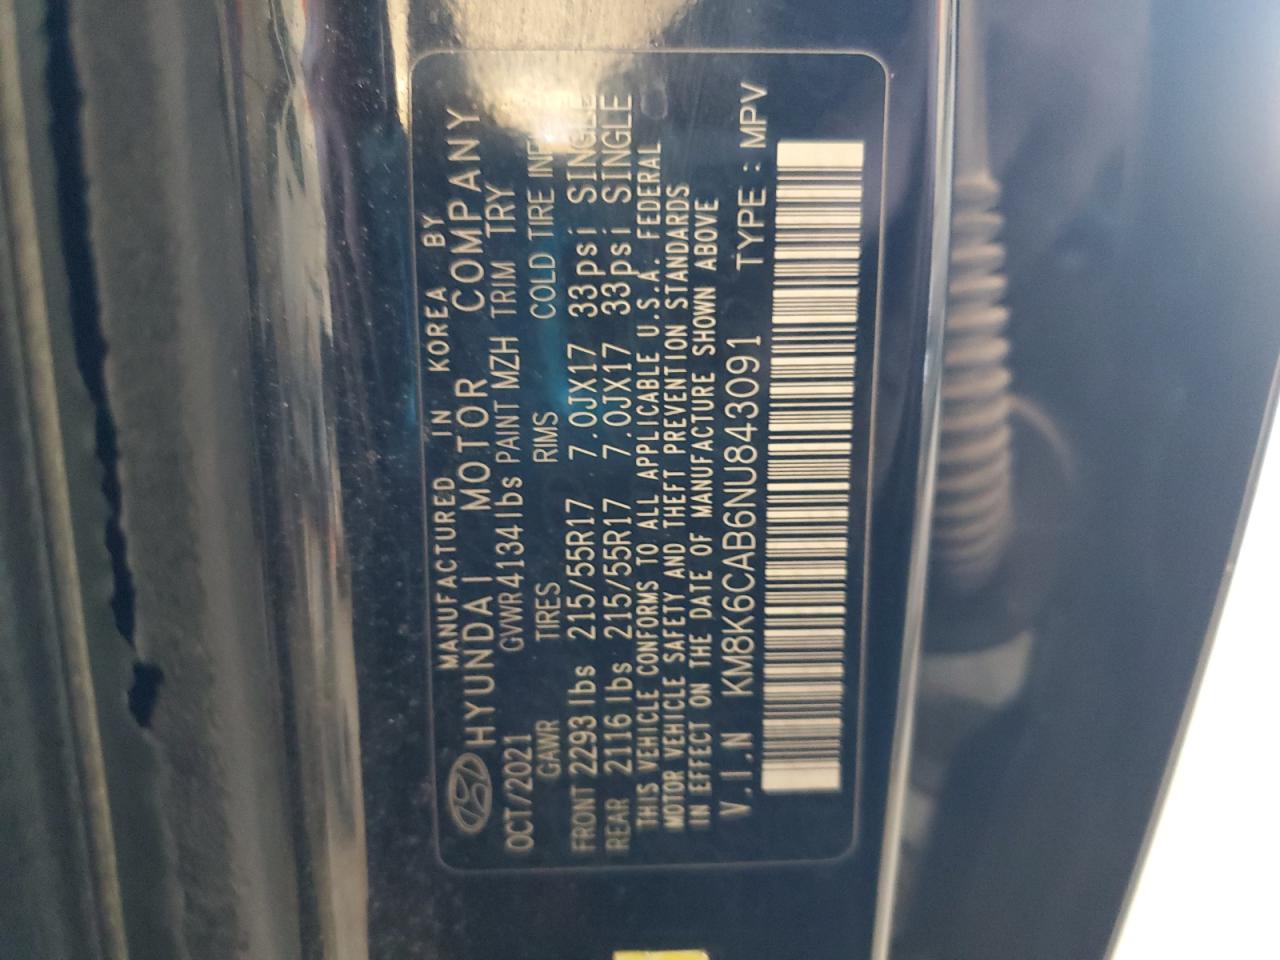 MANUFACTURED IN KOREA BY
HYUNDAI MOTOR COMPANY
OCT/2021 GVWR 4134 lbs PAINT MZH TRIM TRY
GAWR TIRES RIMS COLD TIRE
FRONT 2293 lbs 215/55R17 7.0JX17 33psi SINGLE
REAR 2116 lbs 215/55R17 7.0JX17 33psi SINGLE
THIS VEHICLE CONFORMS TO ALL APPLICABLE U.S.A. FEDERAL
MOTOR VEHICLE SAFETY AND THEFT PREVENTION STANDARDS
IN EFFECT ON THE DATE OF MANUFACTURE SHOWN ABOVE
V.I.N KM8K6CAB6NU843091 TYPE : MPV